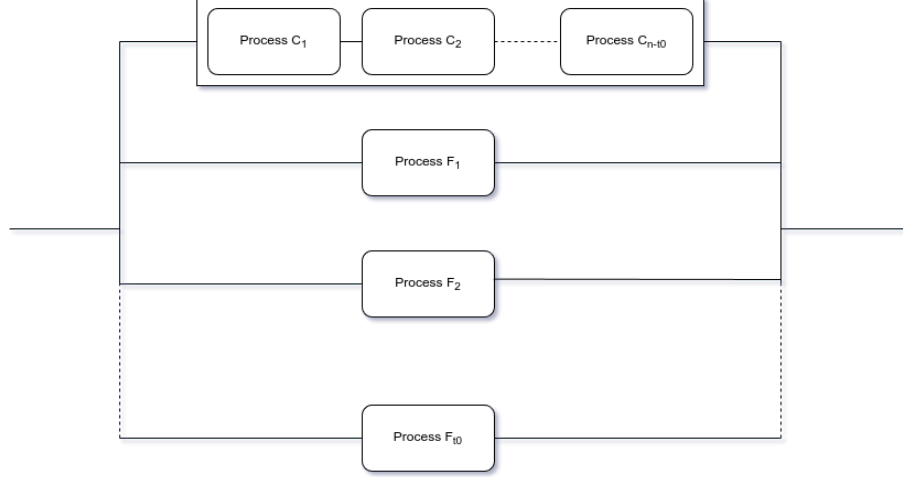 Process C₁
Process C₂
Process Cₙ₋ₜ₀
Process F₁
Process F₂
Process Fₜ₀